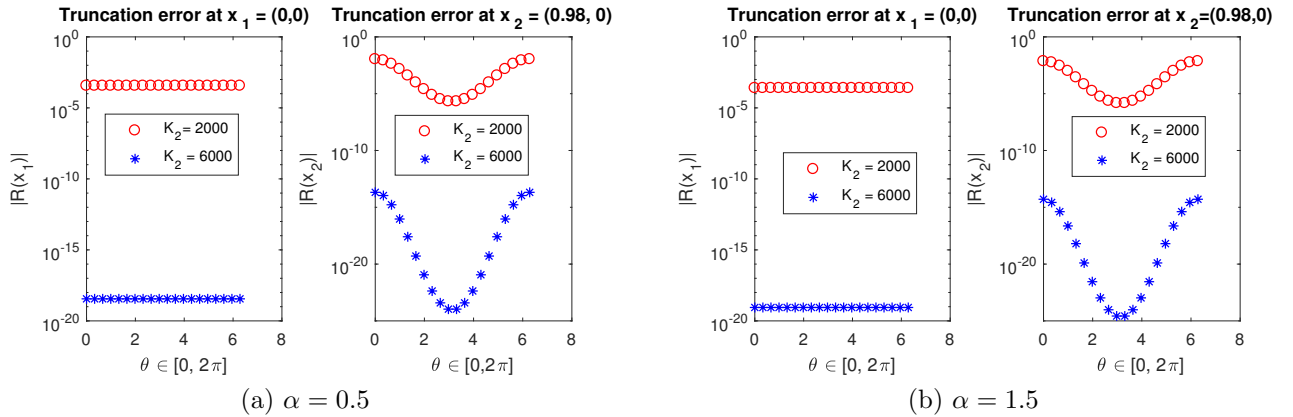 Truncation error at x 1 = (0,0)
|R(x1)|
10^0
10^-5
10^-10
10^-15
10^-20
K2 = 2000
K2 = 6000
0 2 4 6 8
θ ∈ [0, 2π]
Truncation error at x2 = (0.98, 0)
|R(x2)|
10^0
10^-10
10^-20
K2 = 2000
K2 = 6000
0 2 4 6 8
θ ∈ [0,2π]
(a) α = 0.5
Truncation error at x 1 = (0,0)
|R(x1)|
10^0
10^-5
10^-10
10^-15
10^-20
K2 = 2000
K2 = 6000
0 2 4 6 8
θ ∈ [0, 2π]
Truncation error at x2=(0.98,0)
|R(x2)|
10^0
10^-10
10^-20
K2 = 2000
K2 = 6000
0 2 4 6 8
θ ∈ [0, 2π]
(b) α = 1.5